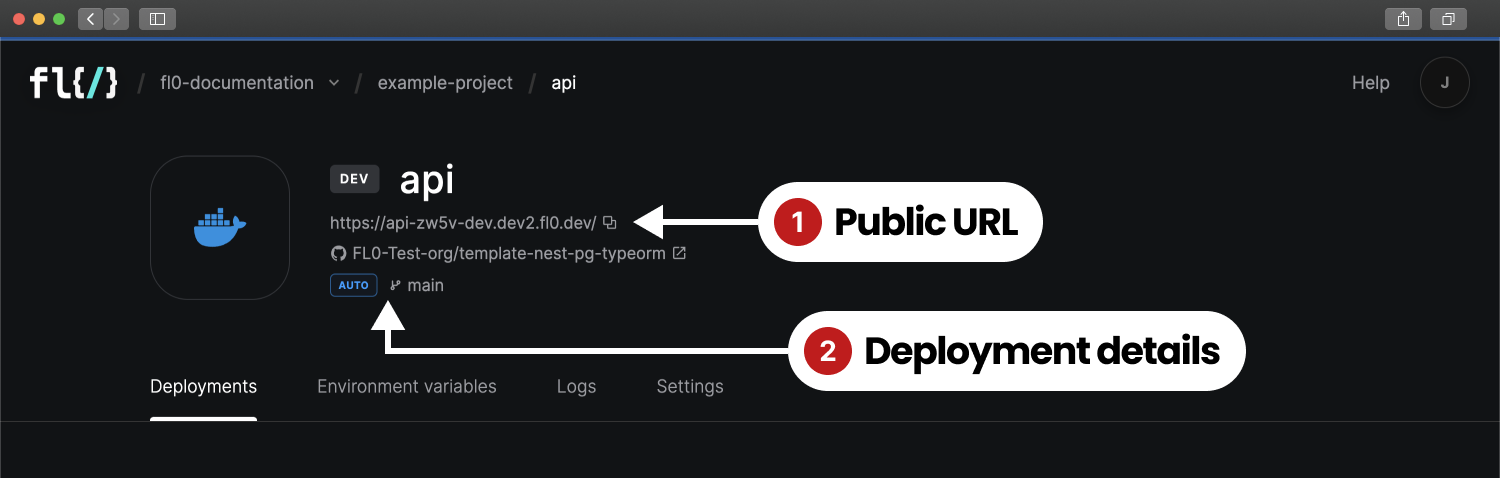 fl{/} / fl0-documentation / example-project / api
Help
J
DEV api
https://api-zw5v-dev.dev2.fl0.dev/
1 Public URL
FL0-Test-org/template-nest-pg-typeorm
AUTO main
2 Deployment details
Deployments Environment variables Logs Settings